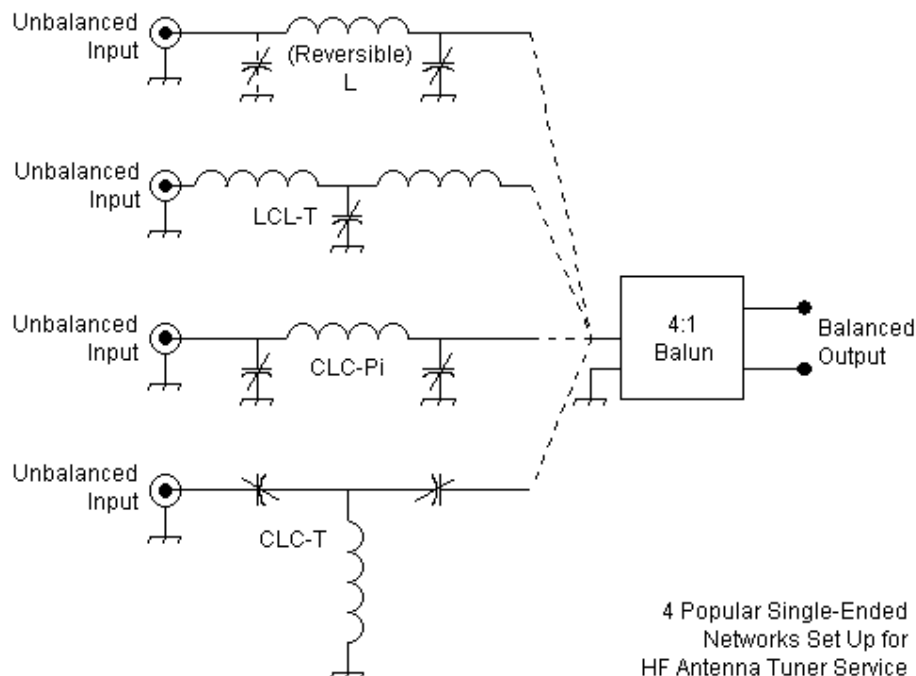 Unbalanced
Input
(Reversible)
L
Unbalanced
Input
LCL-T
Unbalanced
Input
CLC-Pi
4:1
Balun
Balanced
Output
Unbalanced
Input
CLC-T
4 Popular Single-Ended
Networks Set Up for
HF Antenna Tuner Service